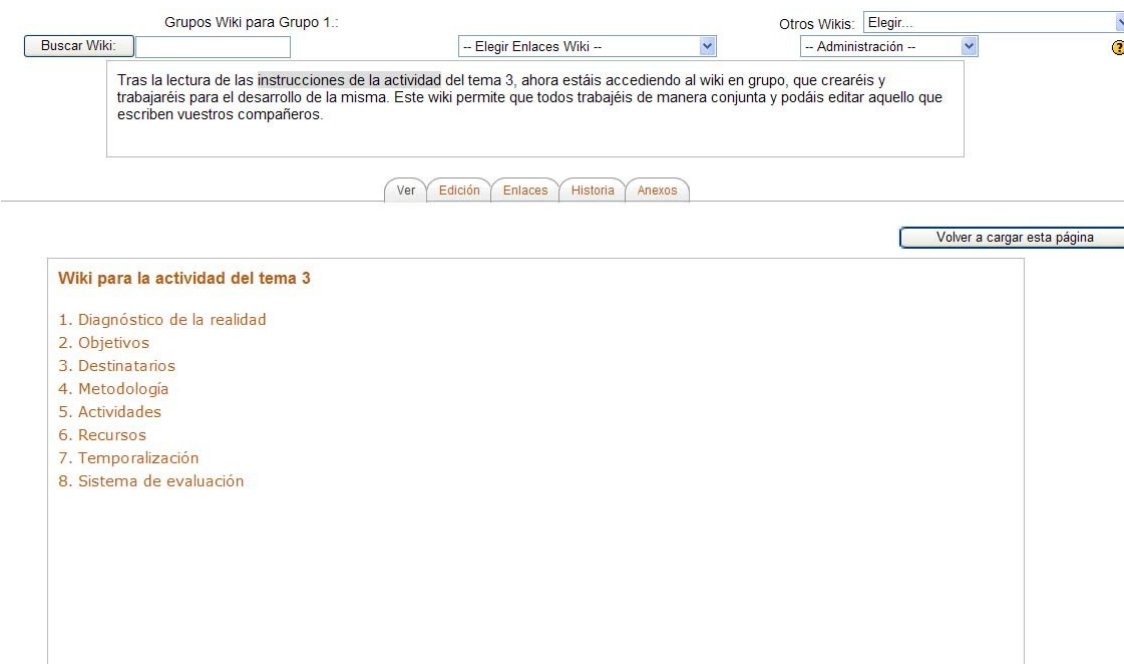 Grupos Wiki para Grupo 1.:
Otros Wikis: Elegir...
Buscar Wiki: -- Elegir Enlaces Wiki -- -- Administración --
Tras la lectura de las instrucciones de la actividad del tema 3, ahora estáis accediendo al wiki en grupo, que crearéis y
trabajaréis para el desarrollo de la misma. Este wiki permite que todos trabajéis de manera conjunta y podáis editar aquello que
escriben vuestros compañeros.
Ver Edición Enlaces Historia Anexos
Volver a cargar esta página
Wiki para la actividad del tema 3
1. Diagnóstico de la realidad
2. Objetivos
3. Destinatarios
4. Metodología
5. Actividades
6. Recursos
7. Temporalización
8. Sistema de evaluación